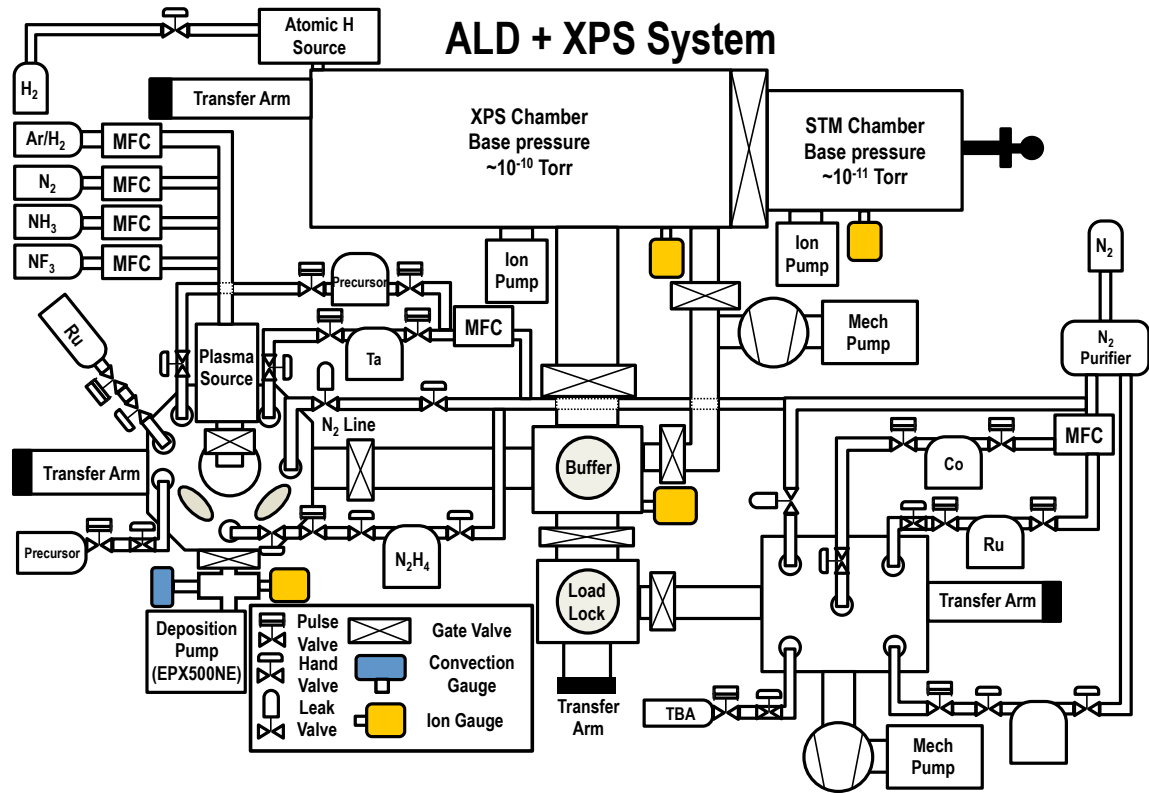 ALD + XPS System
Atomic H
Source
H2
Transfer Arm
XPS Chamber
Base pressure
~10-10 Torr
STM Chamber
Base pressure
~10-11 Torr
Ar/H2
MFC
N2
MFC
NH3
MFC
NF3
MFC
Ion
Pump
Ion
Pump
N2
Precursor
Ru
Plasma
Source
Ta
MFC
Mech
Pump
N2
Purifier
N2 Line
Transfer Arm
Buffer
Co
MFC
Precursor
N2H4
Ru
Load
Lock
Transfer Arm
Deposition
Pump
(EPX500NE)
Pulse
Valve
Gate Valve
Hand
Valve
Convection
Gauge
Leak
Valve
Ion Gauge
Transfer
Arm
TBA
Mech
Pump